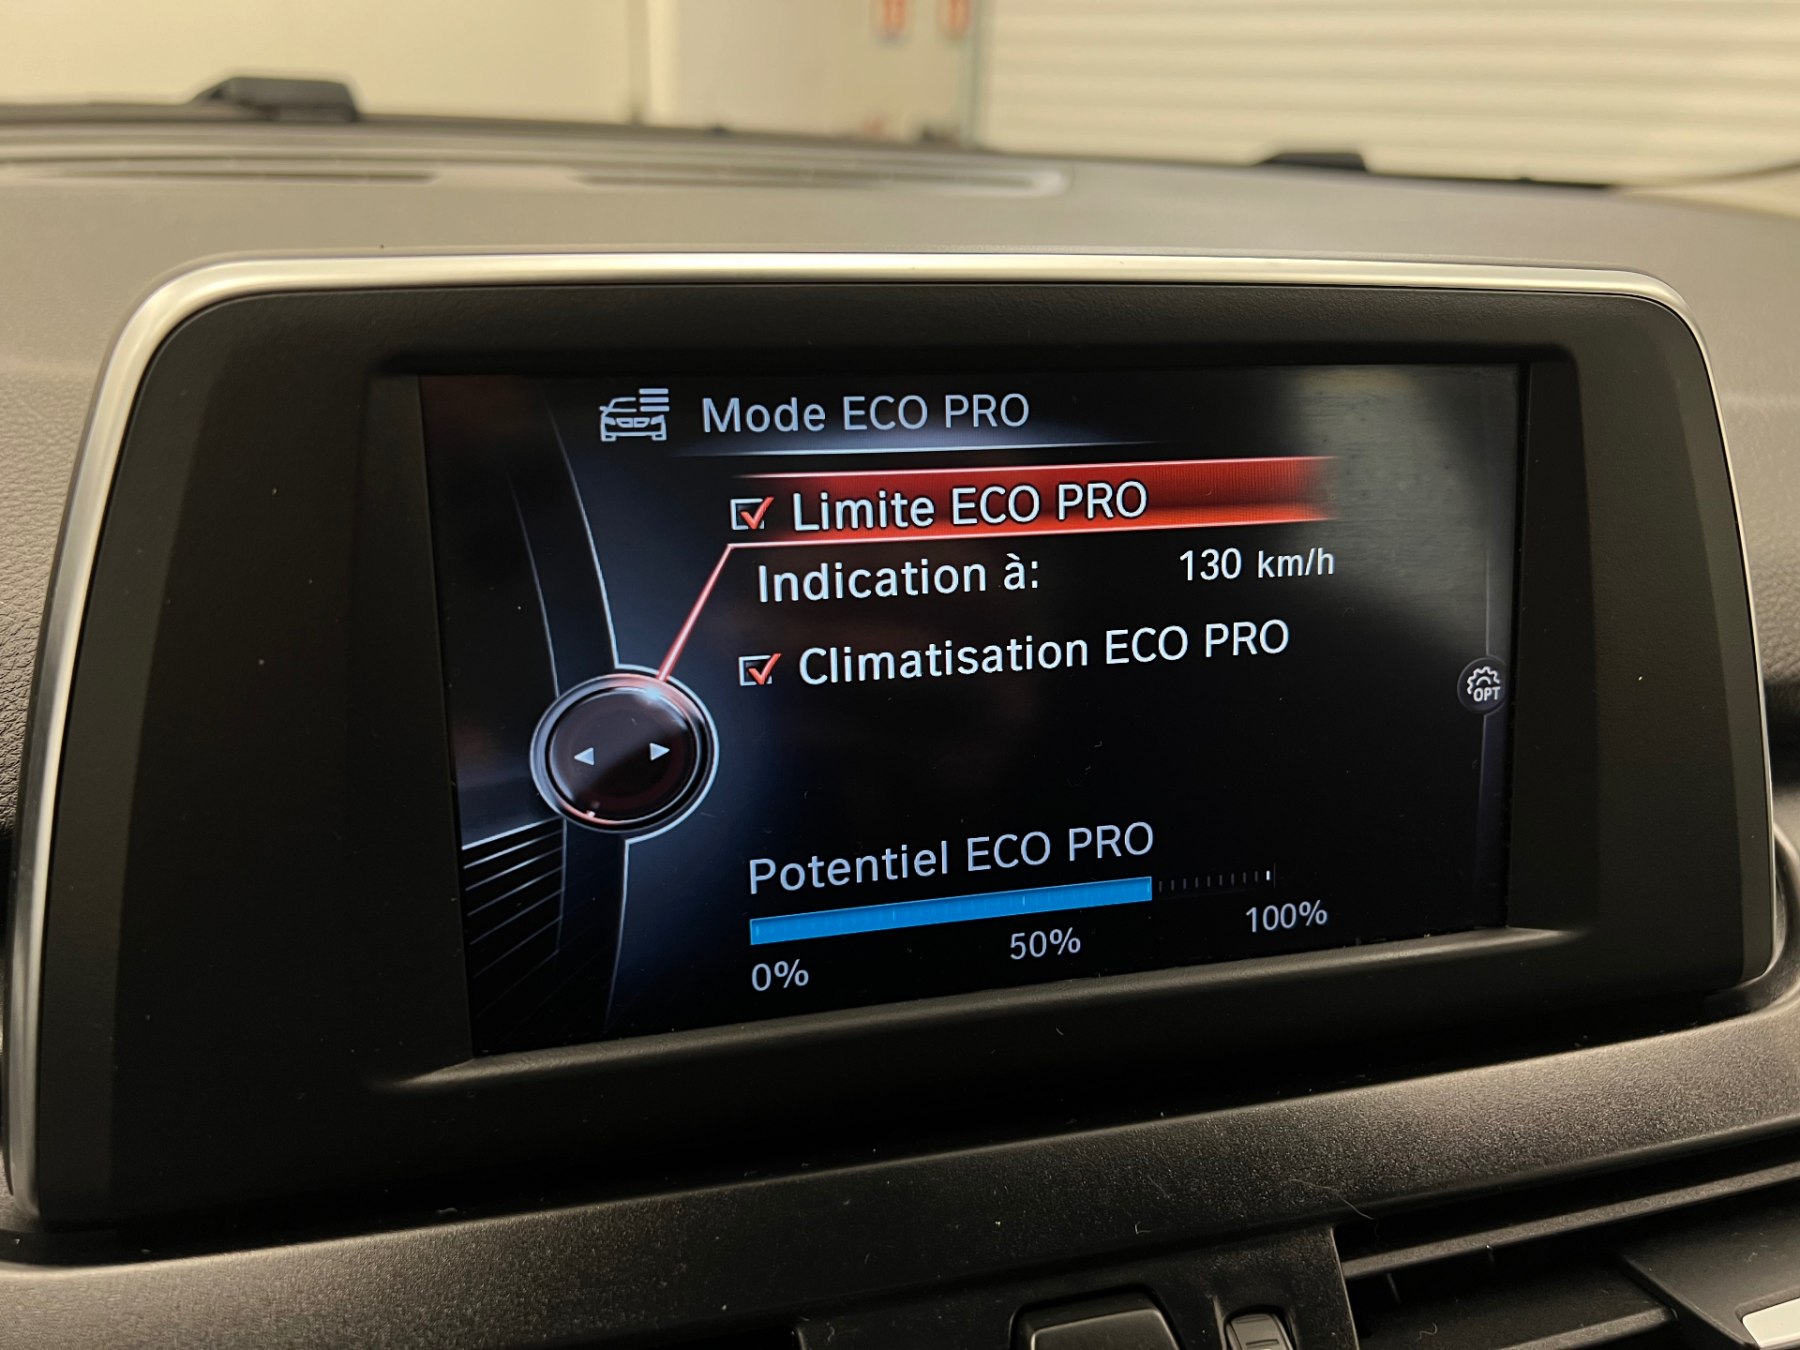 Mode ECO PRO
Limite ECO PRO
Indication à: 130 km/h
Climatisation ECO PRO
OPT
Potentiel ECO PRO
0% 50% 100%